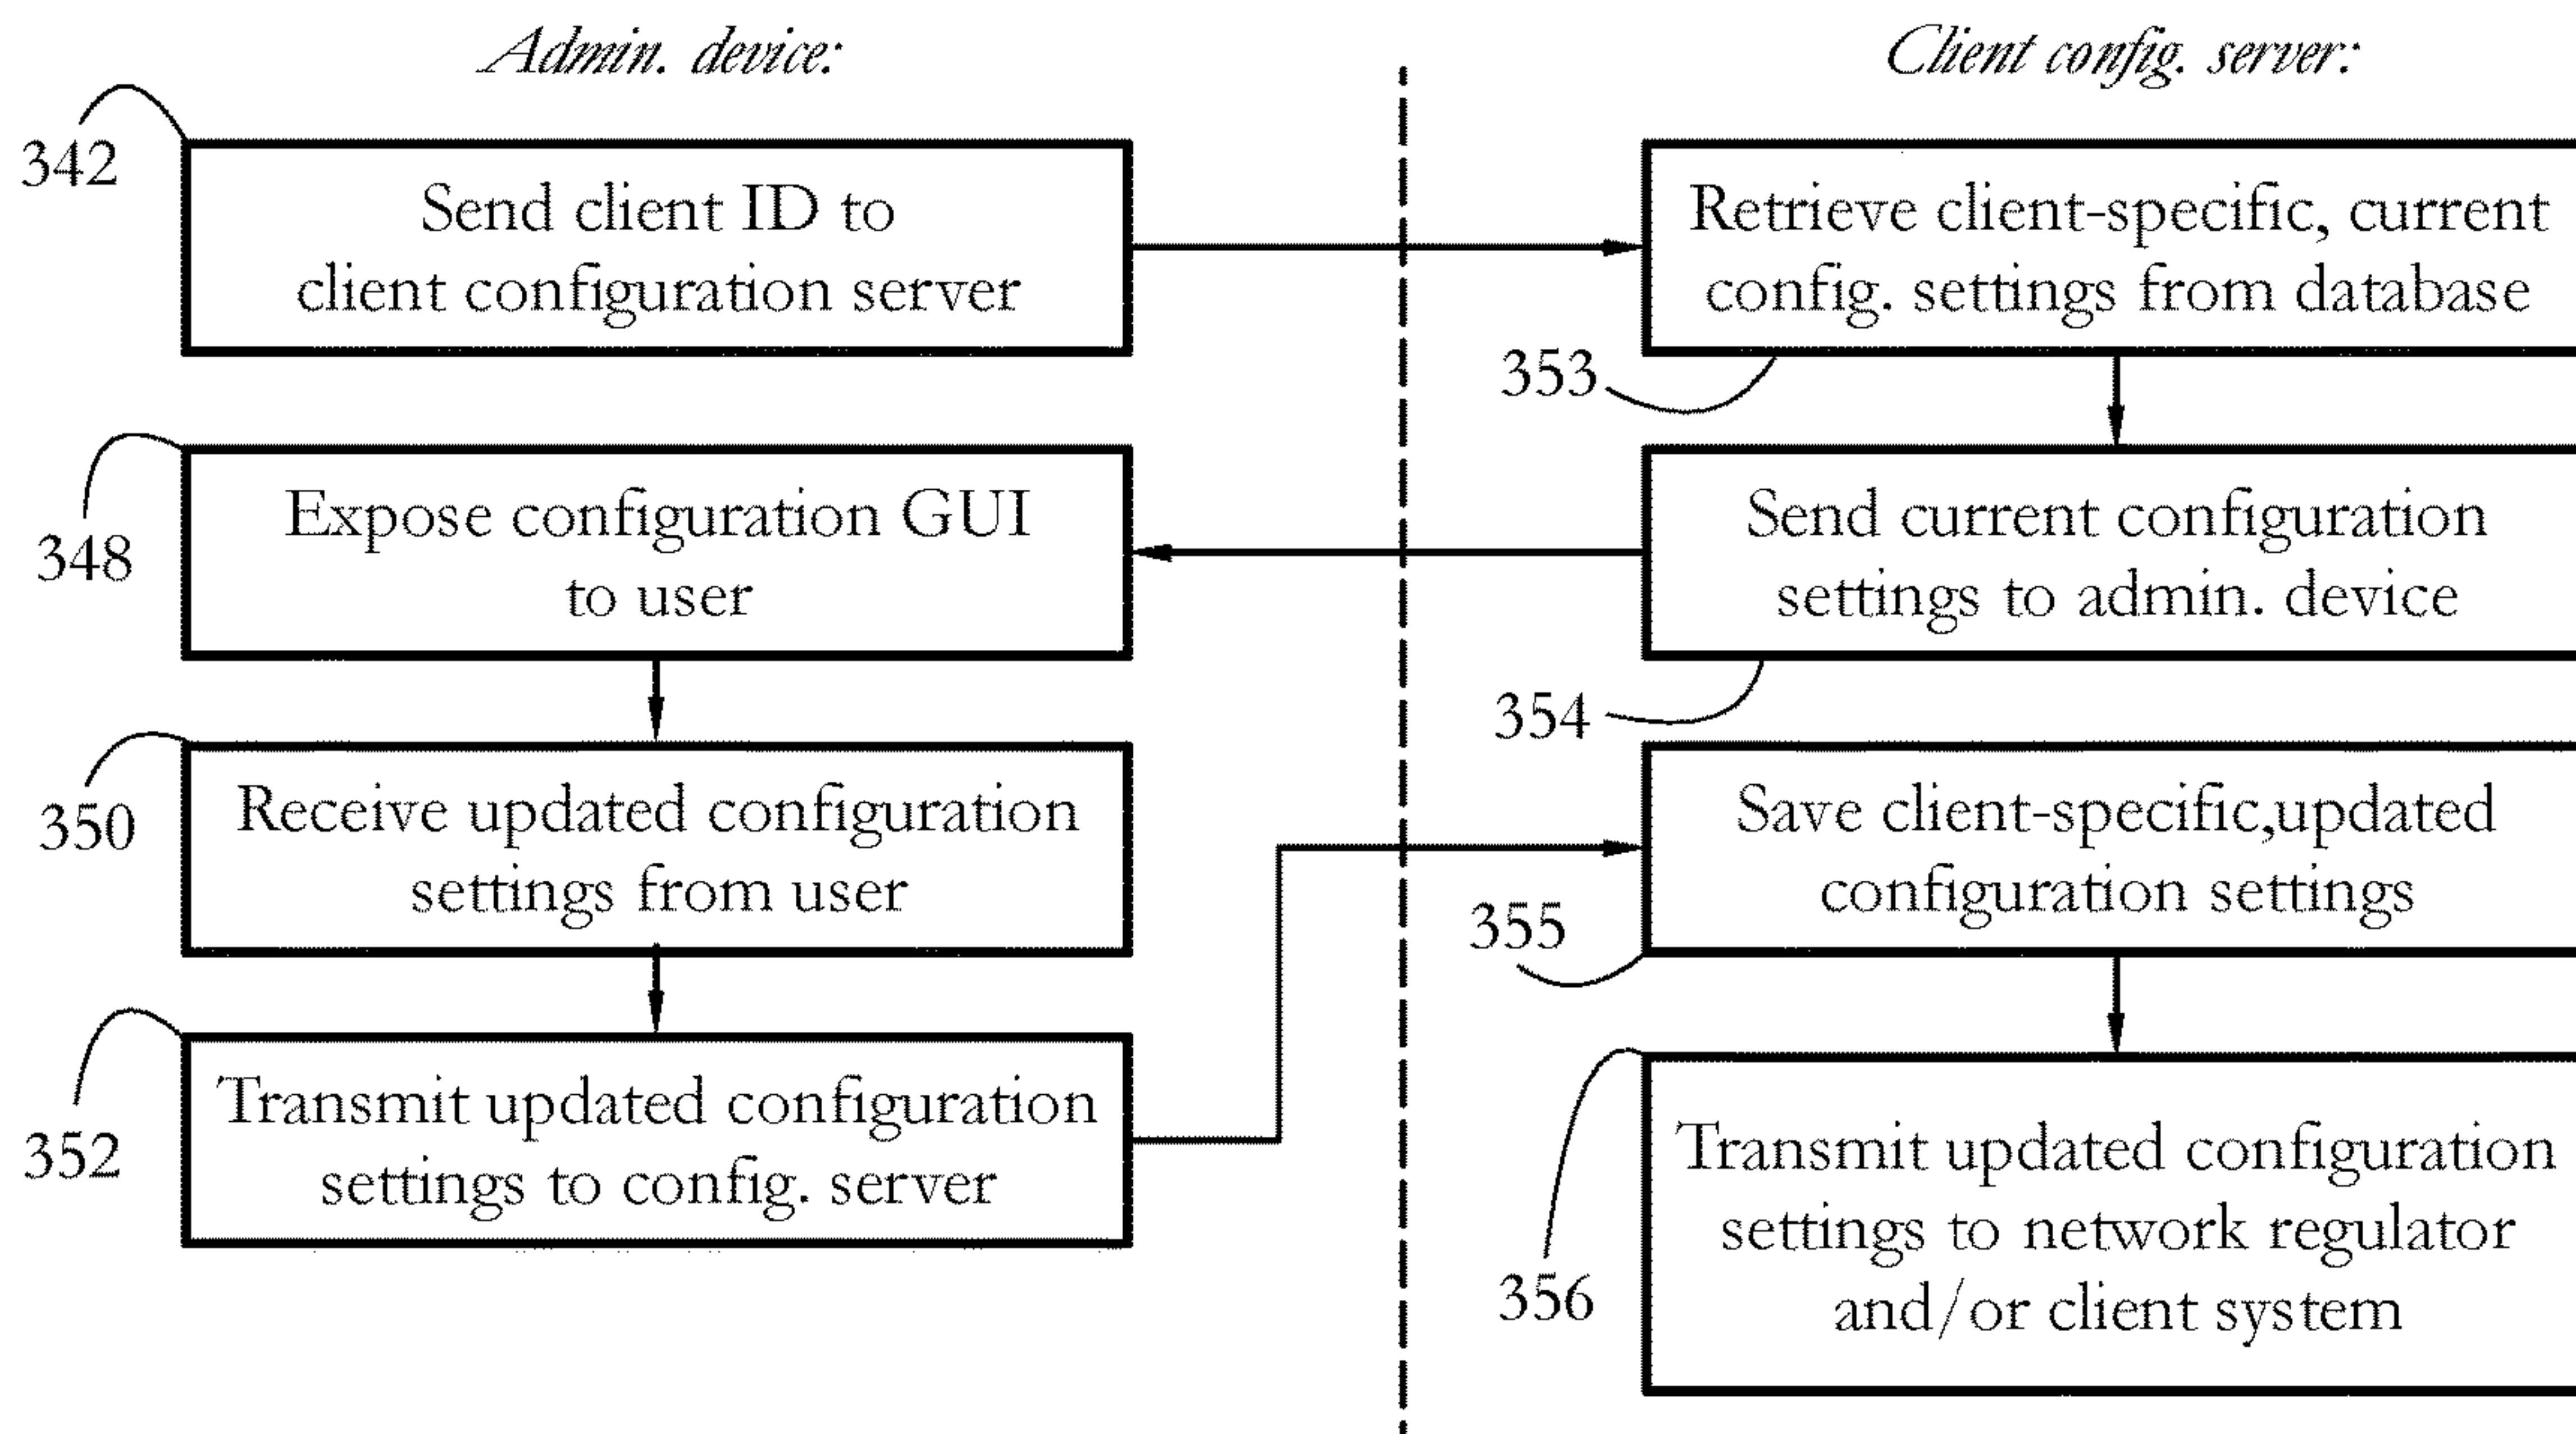 Admin. device:
342
Send client ID to
client configuration server
348
Expose configuration GUI
to user
350
Receive updated configuration
settings from user
352
Transmit updated configuration
settings to config. server
Client config. server:
Retrieve client-specific, current
config. settings from database
353
Send current configuration
settings to admin. device
354
Save client-specific,updated
configuration settings
355
Transmit updated configuration
settings to network regulator
and/or client system
356